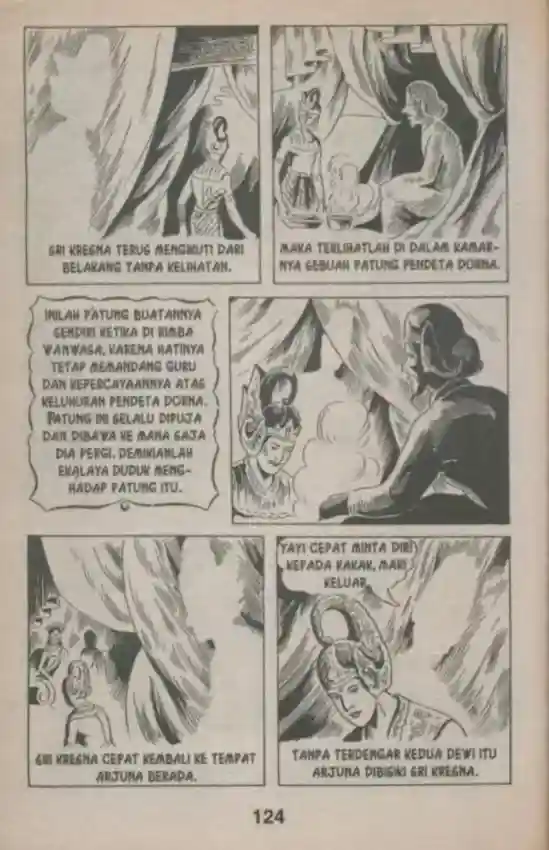 SRI KRESNA TERUS MENGIKUTI DARI
BELAKANG TANPA KELIHATAN.
MAKA TERLIHATLAH DI DALAM KAMAR-
NYA SEBUAH PATUNG PENDETA DORNA.
INILAH PATUNG BUATANNYA
SENDIRI KETIKA DI RIMBA
WANWASA, KARENA HATINYA
TETAP MEMANDANG GURU
DAN KEPERCAYAANNYA ATAS
KELUHURAN PENDETA DORNA.
PATUNG INI SELALU DIPUJA
DAN DIBAWA KE MANA SAJA
DIA PERGI. DEMIKIANLAH
EKALAYA DUDUK MENG-
HADAP PATUNG ITU.
SRI KRESNA CEPAT KEMBALI KE TEMPAT
ARJUNA BERADA.
YAYI CEPAT MINTA DIRI
KEPADA KAKAK, MARI
KELUAR.
TANPA TERDENGAR KEDUA DEWI ITU
ARJUNA DIBISIKI SRI KRESNA.
124